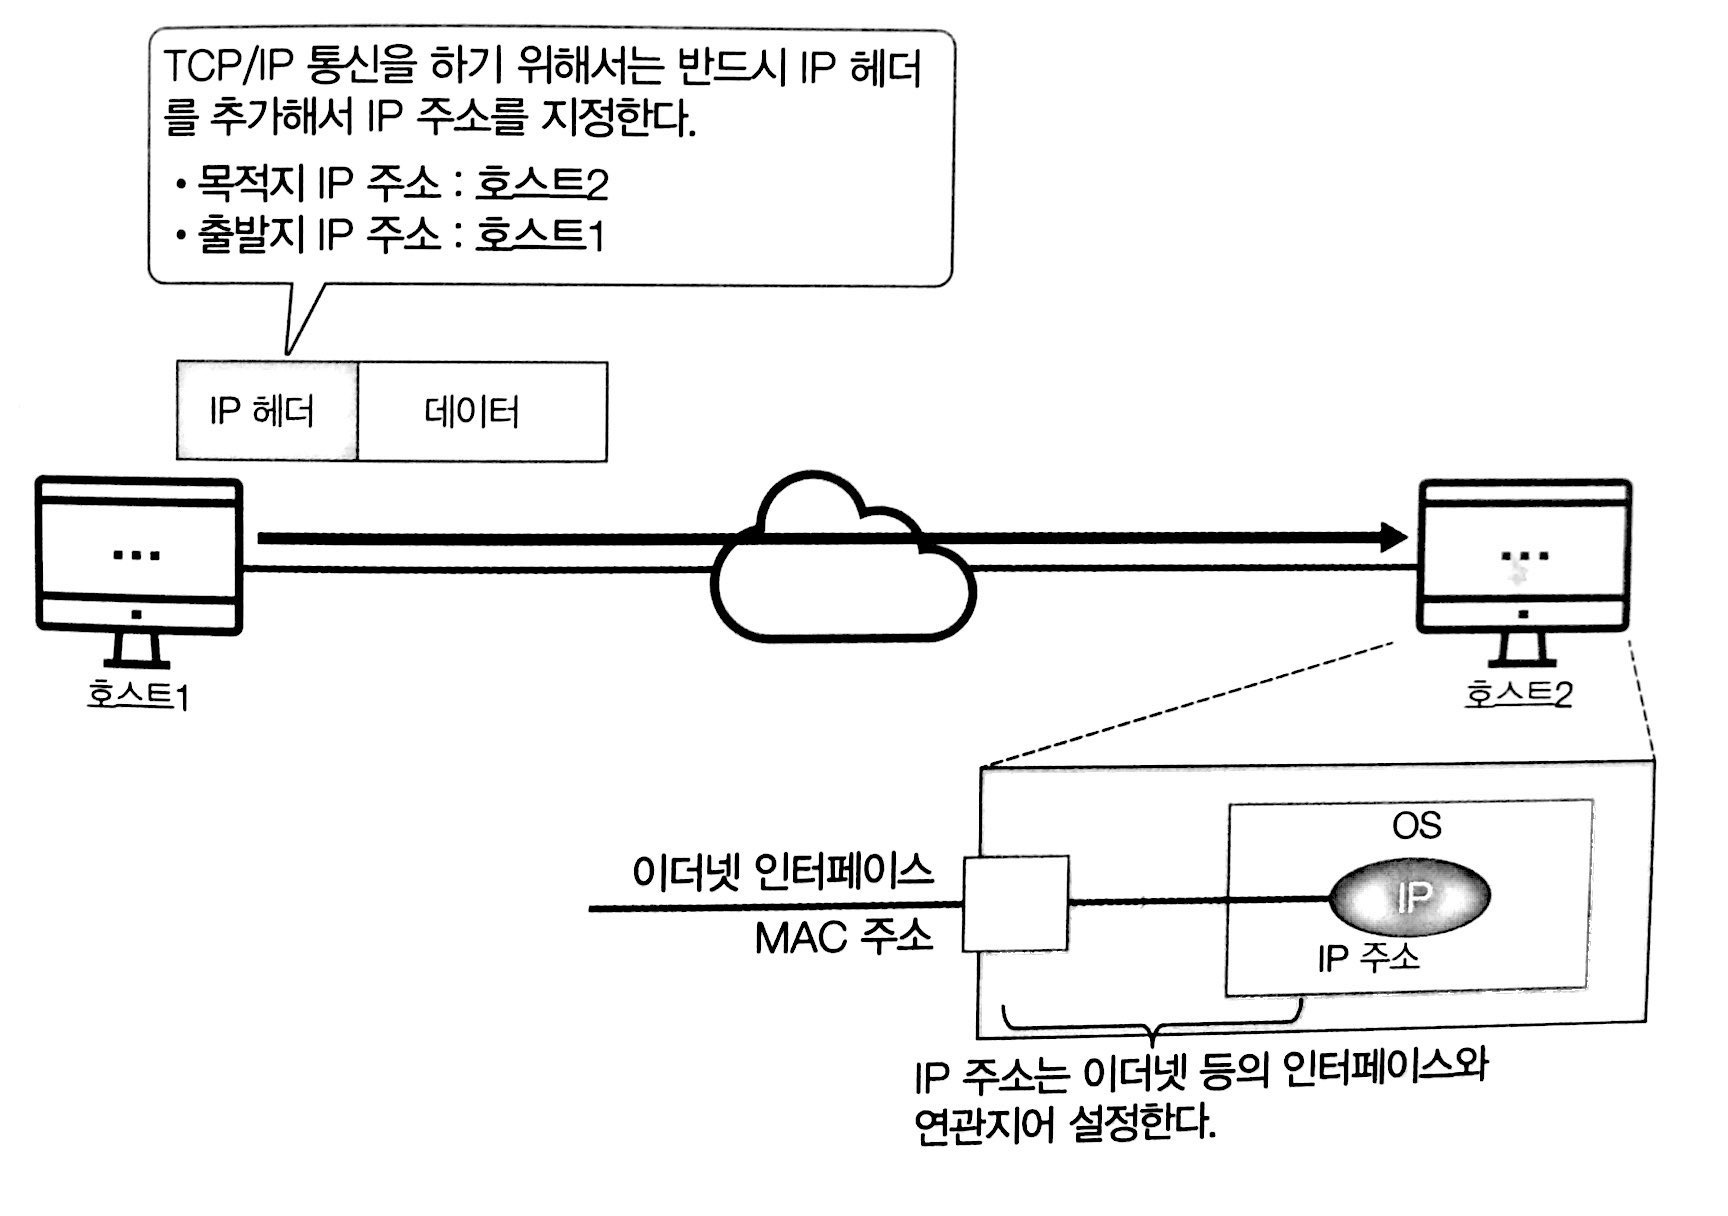 TCP/IP 통신을 하기 위해서는 반드시 IP 헤더
를 추가해서 IP 주소를 지정한다.
• 목적지 IP 주소 : 호스트2
• 출발지 IP 주소 : 호스트1
IP 헤더
데이터
호스트1
호스트2
OS
이더넷 인터페이스
IP
MAC 주소
IP 주소
IP 주소는 이더넷 등의 인터페이스와
연관지어 설정한다.